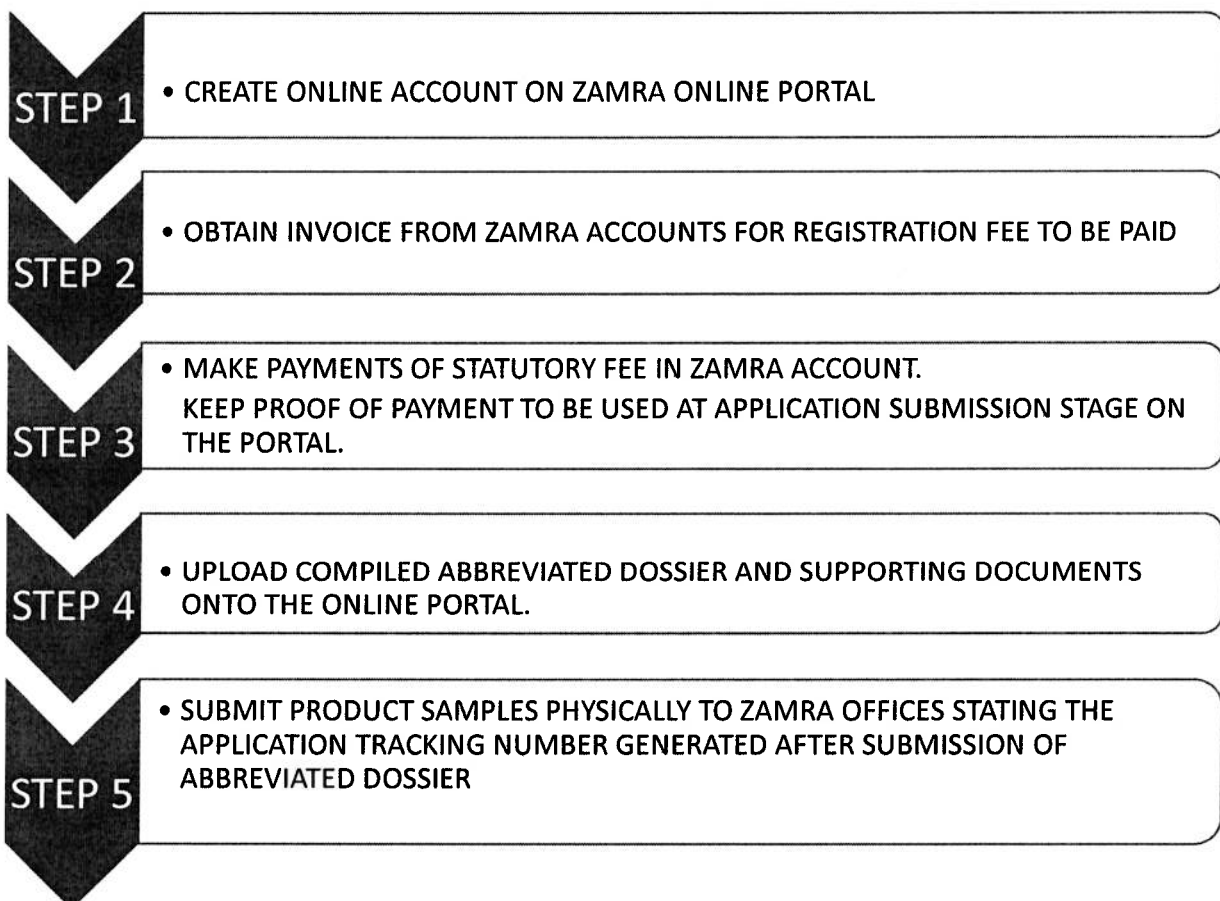 STEP 1
• CREATE ONLINE ACCOUNT ON ZAMRA ONLINE PORTAL
STEP 2
• OBTAIN INVOICE FROM ZAMRA ACCOUNTS FOR REGISTRATION FEE TO BE PAID
STEP 3
• MAKE PAYMENTS OF STATUTORY FEE IN ZAMRA ACCOUNT.
KEEP PROOF OF PAYMENT TO BE USED AT APPLICATION SUBMISSION STAGE ON
THE PORTAL.
STEP 4
• UPLOAD COMPILED ABBREVIATED DOSSIER AND SUPPORTING DOCUMENTS
ONTO THE ONLINE PORTAL.
STEP 5
• SUBMIT PRODUCT SAMPLES PHYSICALLY TO ZAMRA OFFICES STATING THE
APPLICATION TRACKING NUMBER GENERATED AFTER SUBMISSION OF
ABBREVIATED DOSSIER